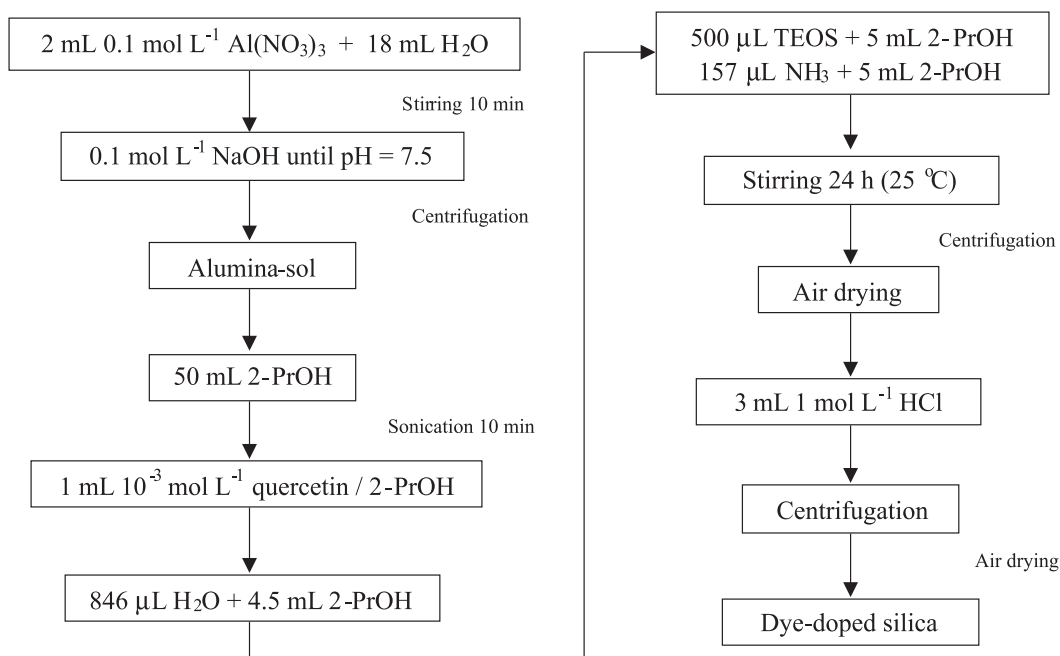 2 mL 0.1 mol L⁻¹ Al(NO₃)₃ + 18 mL H₂O
Stirring 10 min
0.1 mol L⁻¹ NaOH until pH = 7.5
Centrifugation
Alumina-sol
50 mL 2-PrOH
Sonication 10 min
1 mL 10⁻³ mol L⁻¹ quercetin / 2-PrOH
846 μL H₂O + 4.5 mL 2-PrOH
500 μL TEOS + 5 mL 2-PrOH
157 μL NH₃ + 5 mL 2-PrOH
Stirring 24 h (25 ºC)
Centrifugation
Air drying
3 mL 1 mol L⁻¹ HCl
Centrifugation
Air drying
Dye-doped silica